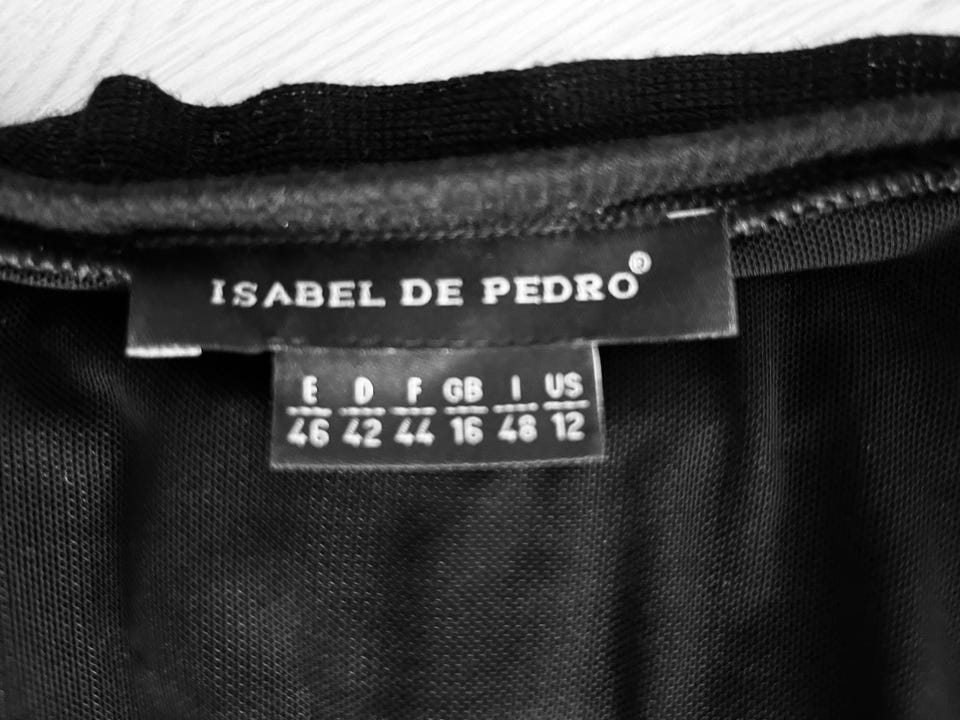 ISABEL DE PEDRO®
E D F GB I US
46 42 44 16 48 12